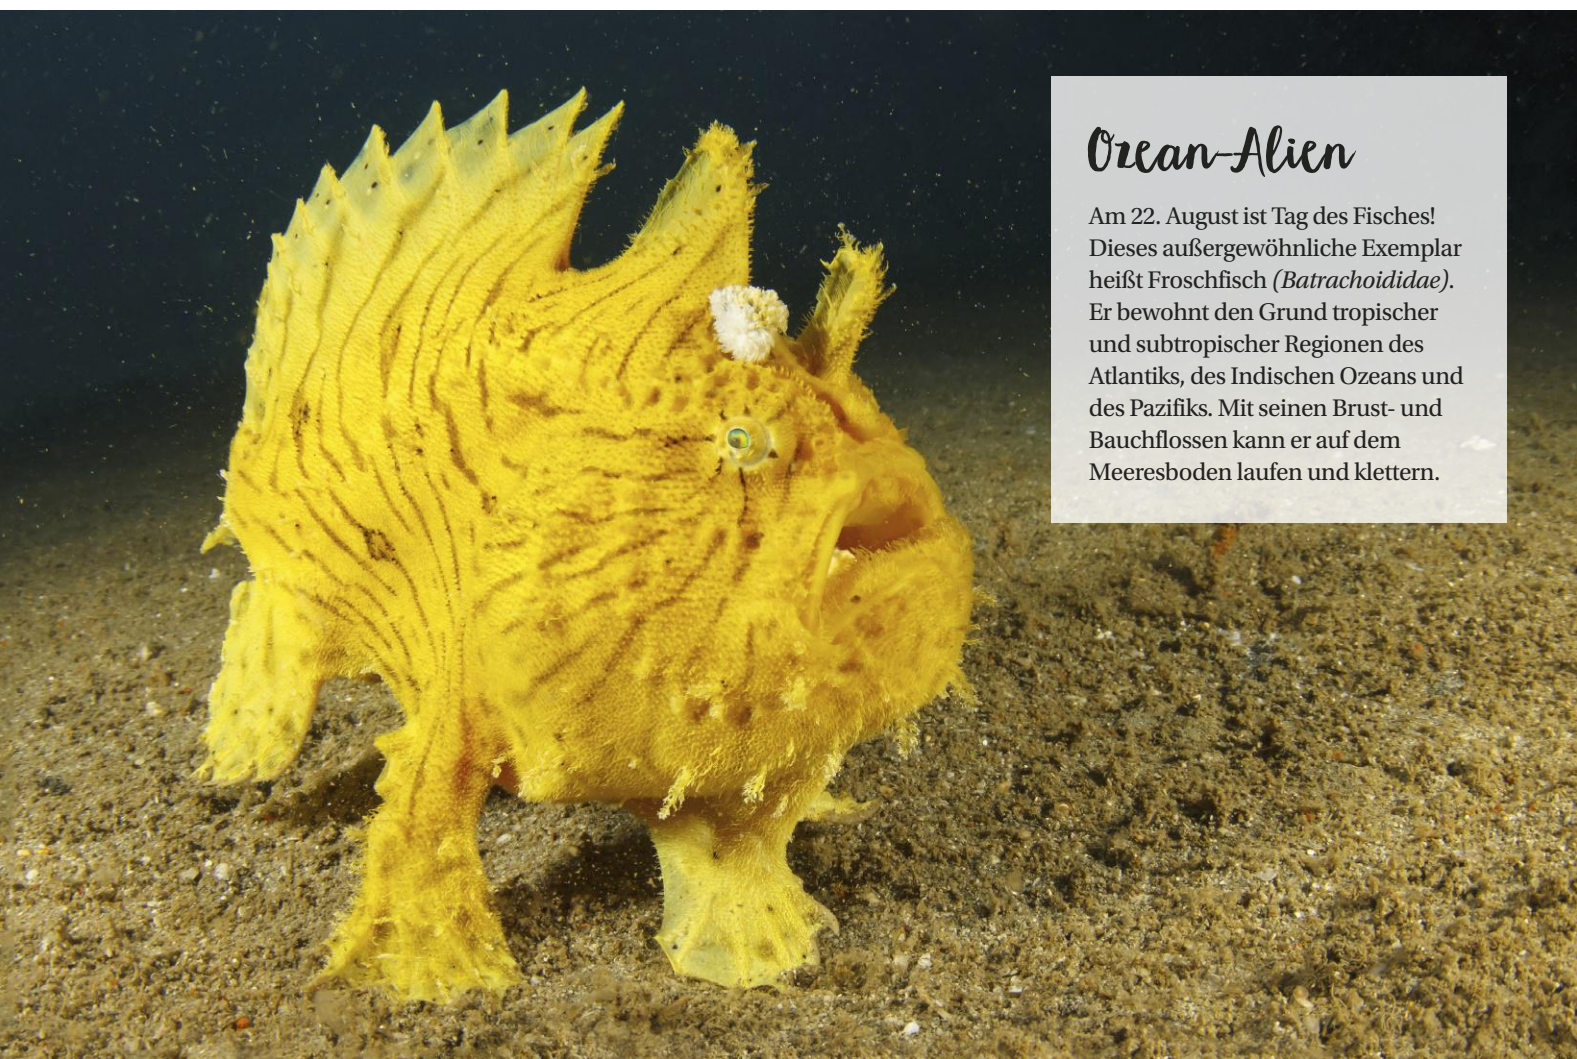 Ozean-Alien
Am 22. August ist Tag des Fisches!
Dieses außergewöhnliche Exemplar
heißt Froschfisch (Batrachoididae).
Er bewohnt den Grund tropischer
und subtropischer Regionen des
Atlantiks, des Indischen Ozeans und
des Pazifiks. Mit seinen Brust- und
Bauchflossen kann er auf dem
Meeresboden laufen und klettern.